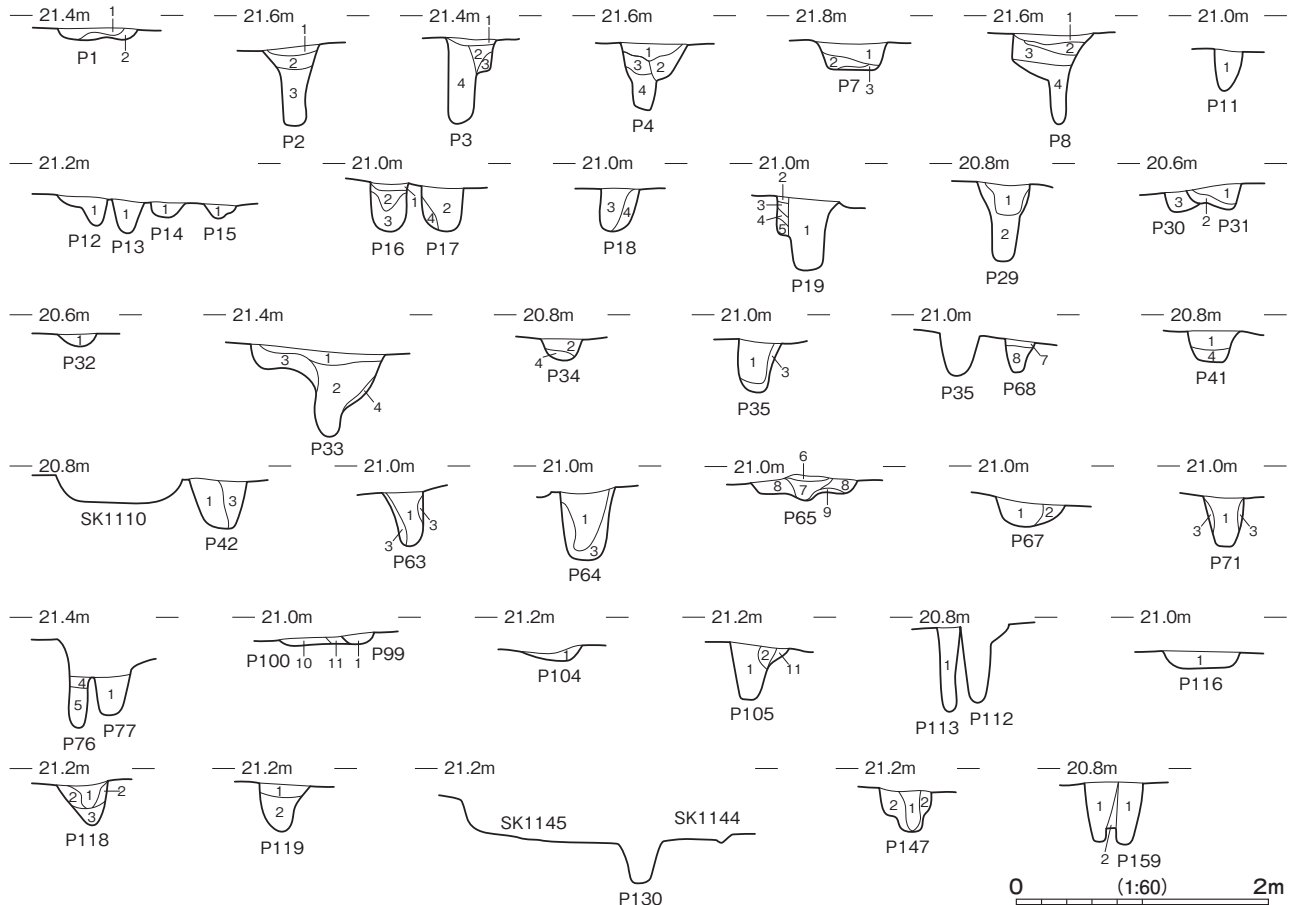 21.4m 21.6m 21.4m 21.6m 21.8m 21.6m 21.0m
1 2
P1
1 2 3
P2
1 2 3 4
P3
1 2 3 2 4
P4
1 2 3
P7
1 2 3 4
P8
1
P11
21.2m 21.0m 21.0m 21.0m 20.8m 20.6m
1 1 1 1
P12 P13 P14 P15
2 2 3 1 2 4
P16 P17
3 4
P18
2 3 4 5 1
P19
1 2
P29
3 2 1
P30 P31
20.6m 21.4m 20.8m 21.0m 21.0m 20.8m
1
P32
3 1 2 4
P33
2 4
P34
1 3
P35
8 7
P35 P68
1 4
P41
20.8m 21.0m 21.0m 21.0m 21.0m 21.0m
SK1110
1 3
P42
1 3 3
P63
1 3
P64
6 8 7 8 9
P65
1 2
P67
3 1 3
P71
21.4m 21.0m 21.2m 21.2m 20.8m 21.0m
4 5 1
P76 P77
P100 10 11 1 P99
1
P104
1 2 11
P105
1
P113 P112
1
P116
21.2m 21.2m 21.2m 21.2m 20.8m
2 1 2 3
P118
1 2
P119
SK1145 SK1144
P130
2 1 2
P147
1 1 2
P159
0 (1:60) 2m